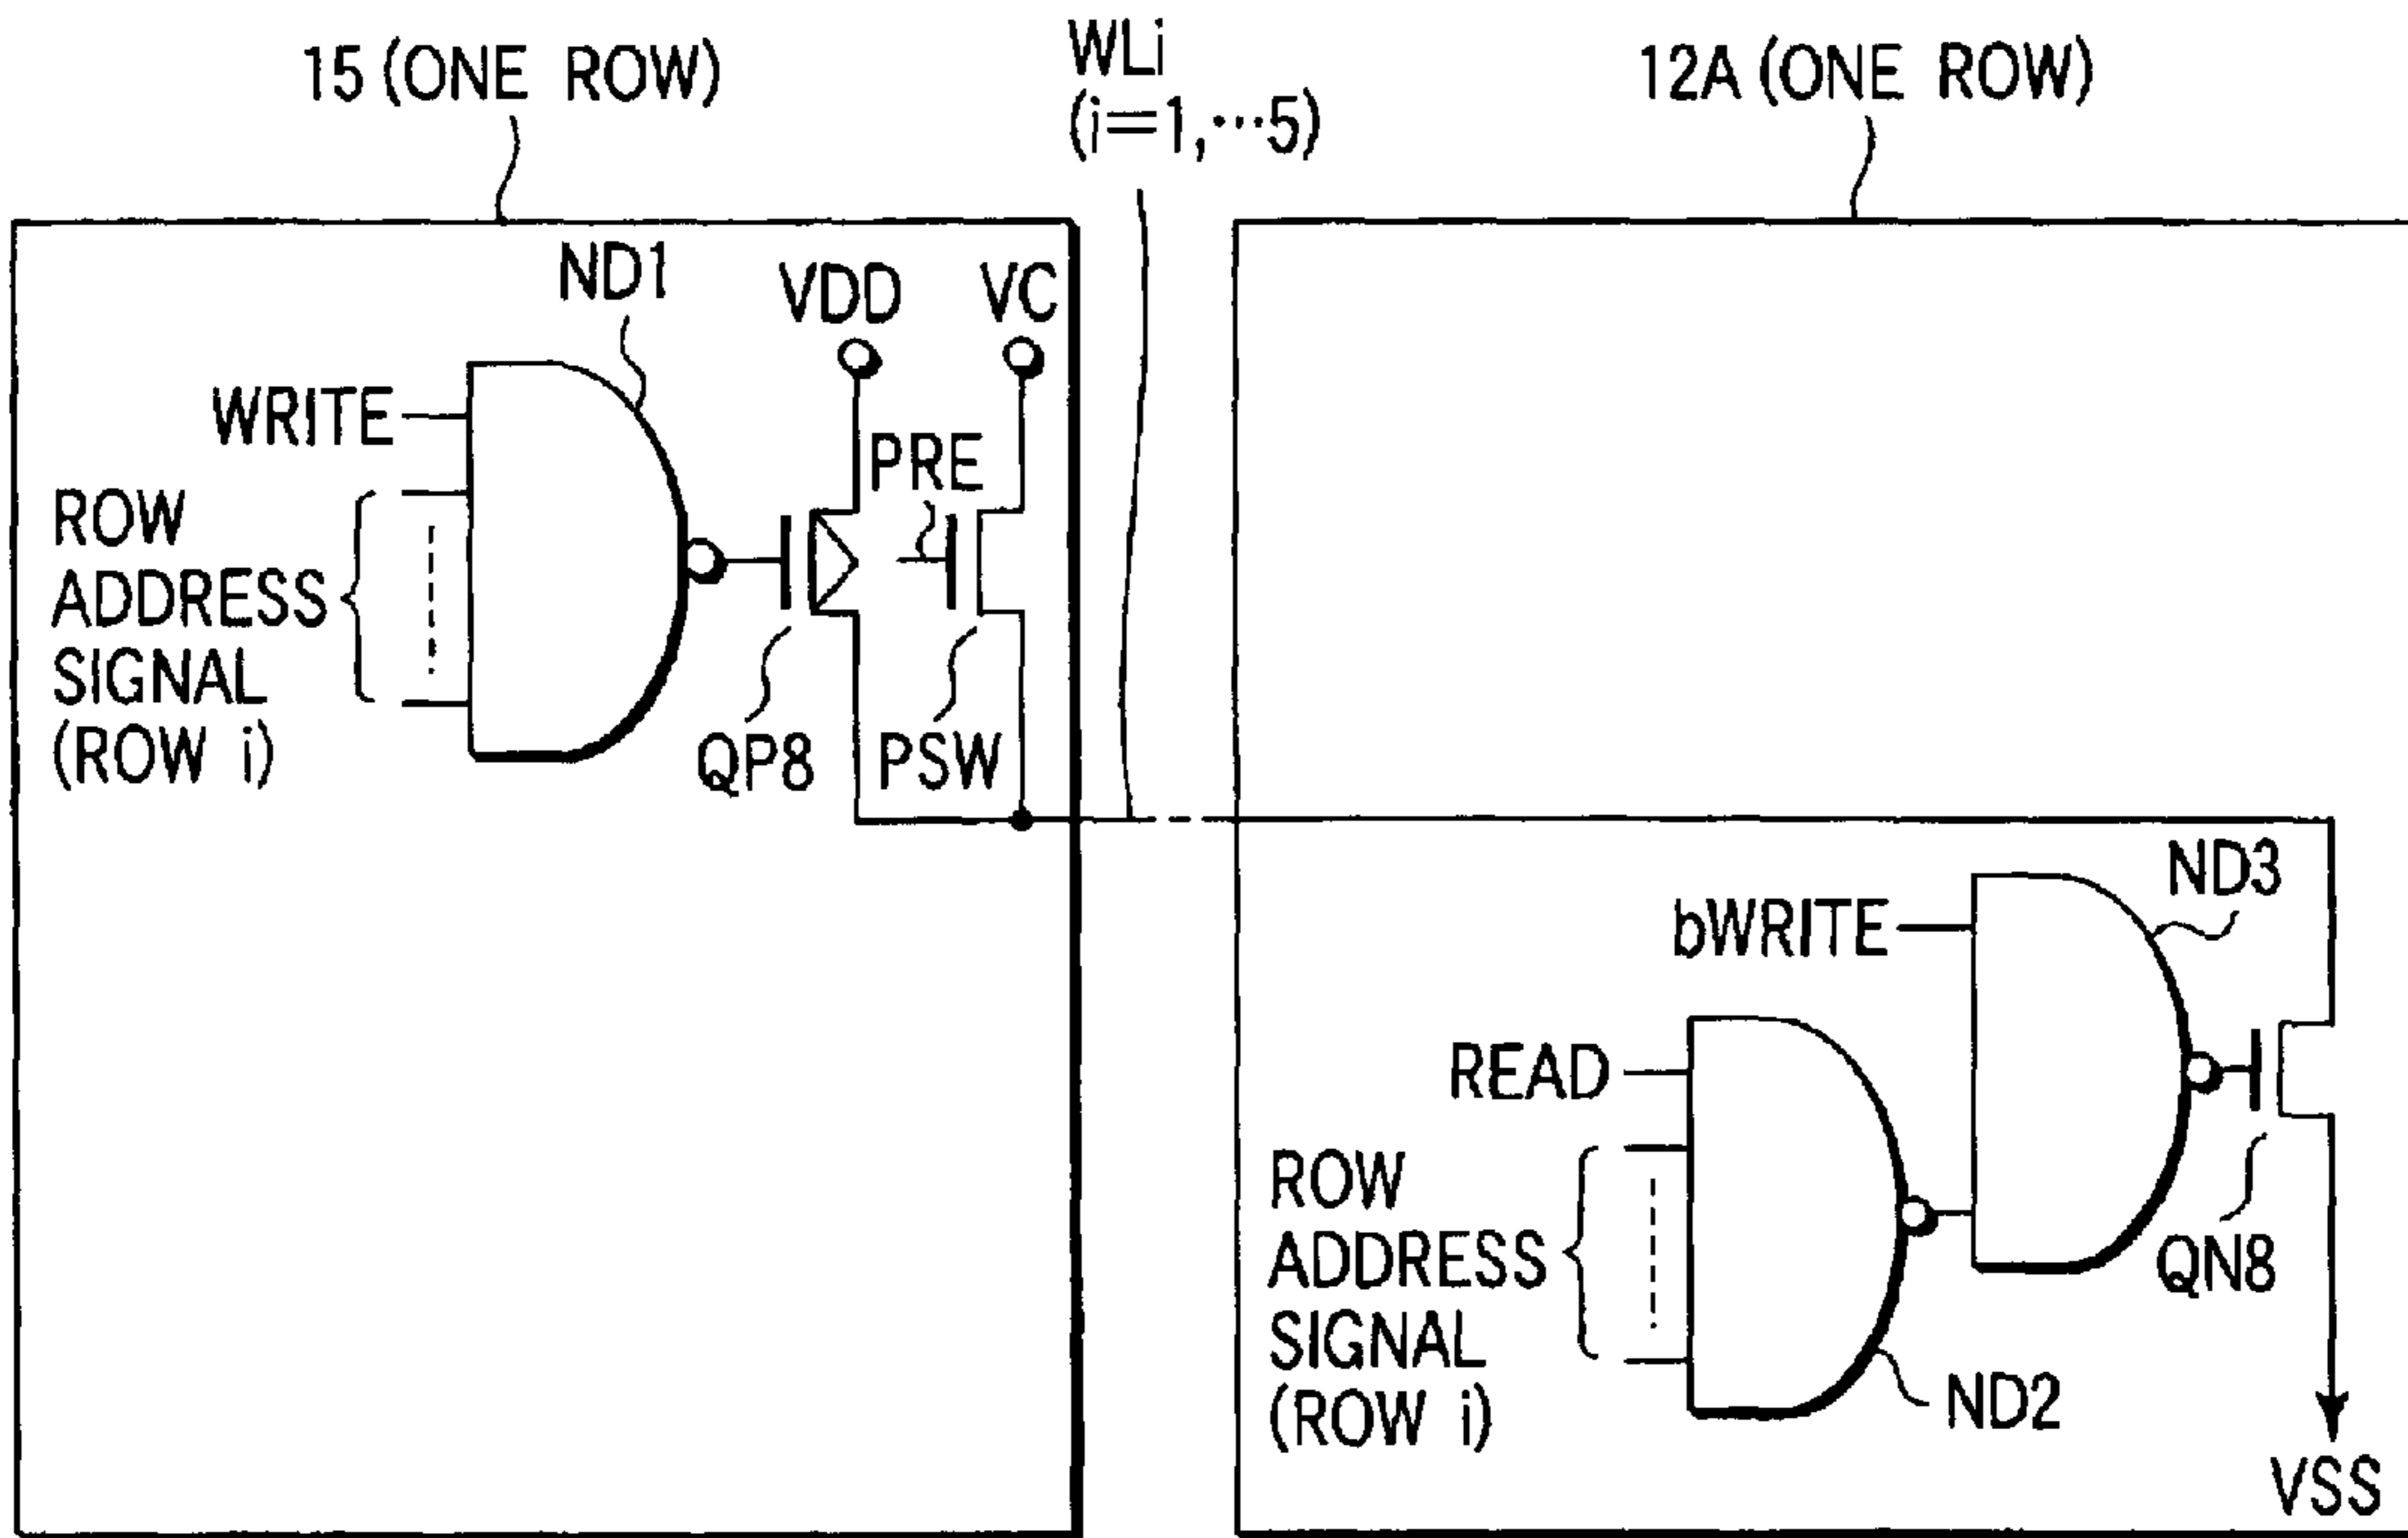 15 (ONE ROW)
WLi
(i=1,···5)
12A (ONE ROW)
ND1
VDD
VC
WRITE
PRE
ROW
ADDRESS
SIGNAL
(ROW i)
QP8
PSW
ND3
bWRITE
READ
ROW
ADDRESS
SIGNAL
(ROW i)
QN8
ND2
VSS